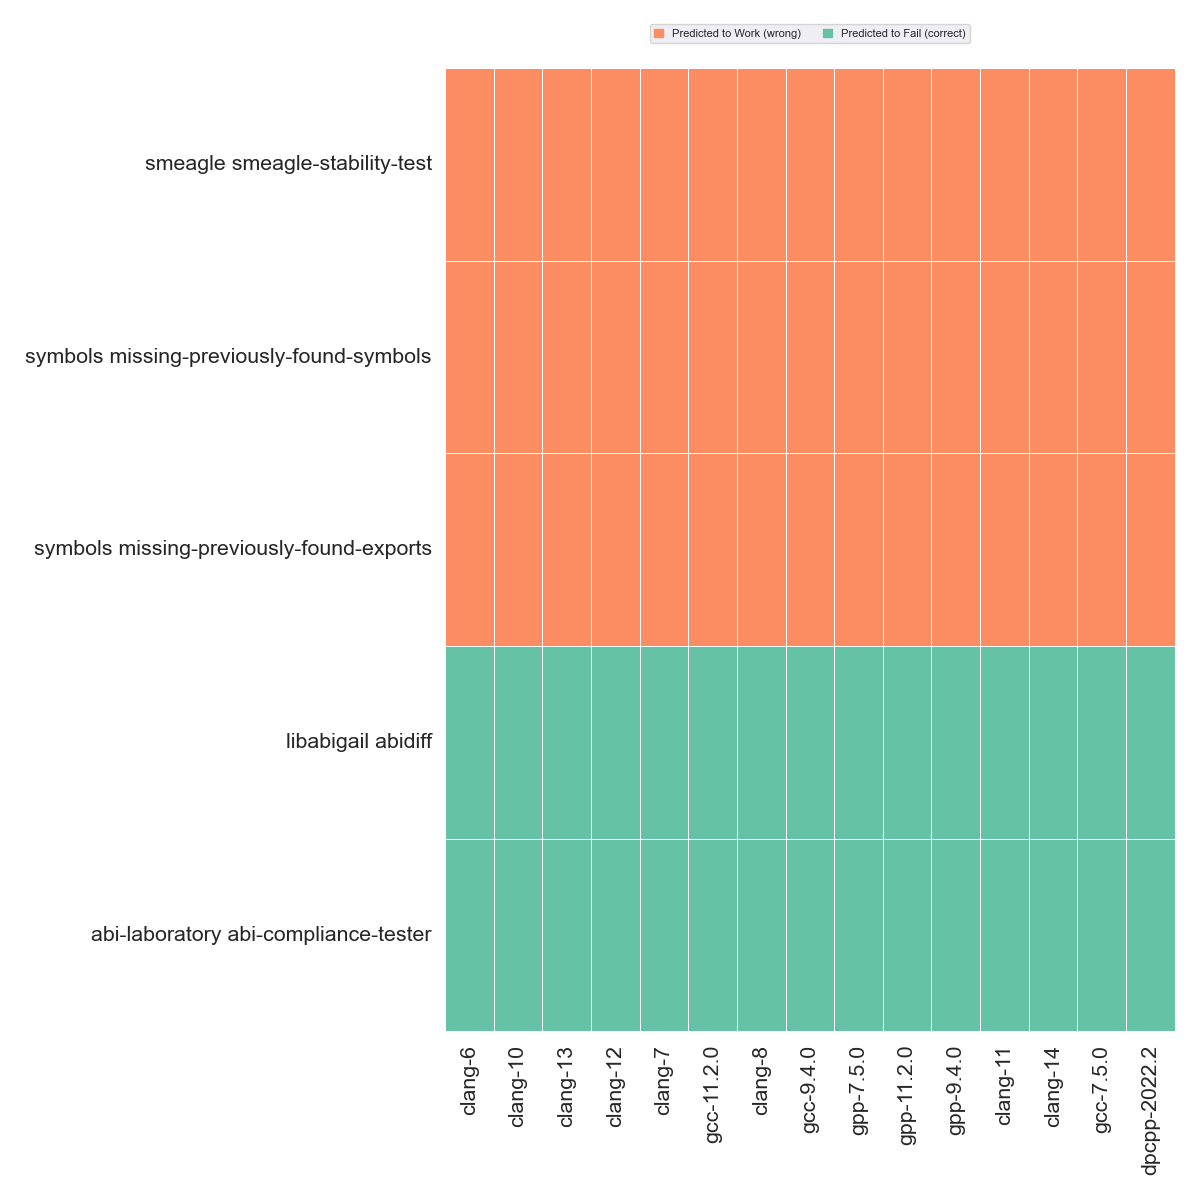 Predicted to Work (wrong) Predicted to Fail (correct)
smeagle smeagle-stability-test
symbols missing-previously-found-symbols
symbols missing-previously-found-exports
libabigail abidiff
abi-laboratory abi-compliance-tester
clang-6
clang-10
clang-13
clang-12
clang-7
gcc-11.2.0
clang-8
gcc-9.4.0
gpp-7.5.0
gpp-11.2.0
gpp-9.4.0
clang-11
clang-14
gcc-7.5.0
dpcpp-2022.2